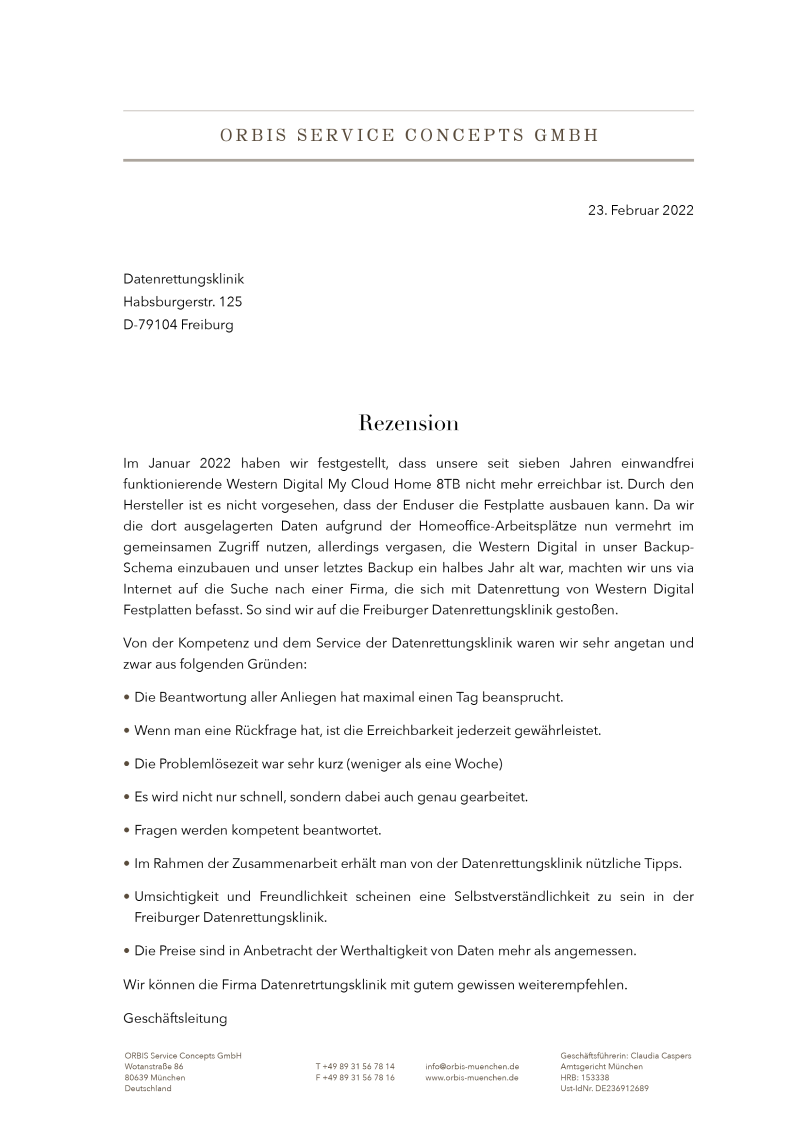 ORBIS SERVICE CONCEPTS GMBH
23. Februar 2022
Datenrettungsklinik
Habsburgerstr. 125
D-79104 Freiburg
Rezension
Im Januar 2022 haben wir festgestellt, dass unsere seit sieben Jahren einwandfrei
funktionierende Western Digital My Cloud Home 8TB nicht mehr erreichbar ist. Durch den
Hersteller ist es nicht vorgesehen, dass der Enduser die Festplatte ausbauen kann. Da wir
die dort ausgelagerten Daten aufgrund der Homeoffice-Arbeitsplätze nun vermehrt im
gemeinsamen Zugriff nutzen, allerdings vergasen, die Western Digital in unser Backup-
Schema einzubauen und unser letztes Backup ein halbes Jahr alt war, machten wir uns via
Internet auf die Suche nach einer Firma, die sich mit Datenrettung von Western Digital
Festplatten befasst. So sind wir auf die Freiburger Datenrettungsklinik gestoßen.
Von der Kompetenz und dem Service der Datenrettungsklinik waren wir sehr angetan und
zwar aus folgenden Gründen:
• Die Beantwortung aller Anliegen hat maximal einen Tag beansprucht.
• Wenn man eine Rückfrage hat, ist die Erreichbarkeit jederzeit gewährleistet.
• Die Problemlösezeit war sehr kurz (weniger als eine Woche)
• Es wird nicht nur schnell, sondern dabei auch genau gearbeitet.
• Fragen werden kompetent beantwortet.
• Im Rahmen der Zusammenarbeit erhält man von der Datenrettungsklinik nützliche Tipps.
• Umsichtigkeit und Freundlichkeit scheinen eine Selbstverständlichkeit zu sein in der
Freiburger Datenrettungsklinik.
• Die Preise sind in Anbetracht der Werthaltigkeit von Daten mehr als angemessen.
Wir können die Firma Datenretrtungsklinik mit gutem gewissen weiterempfehlen.
Geschäftsleitung
ORBIS Service Concepts GmbH
Wotanstraße 86
80639 München
Deutschland
T +49 89 31 56 78 14
F +49 89 31 56 78 16
info@orbis-muenchen.de
www.orbis-muenchen.de
Geschäftsführerin: Claudia Caspers
Amtsgericht München
HRB: 153338
Ust-IdNr. DE236912689